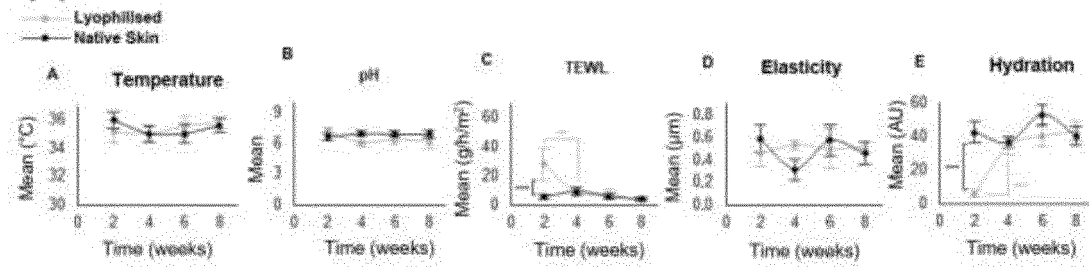 Lyophilised
Native Skin
A Temperature
Mean (°C)
36
34
32
30
0 2 4 6 8
Time (weeks)
B pH
Mean
9
6
3
0
0 2 4 6 8
Time (weeks)
C TEWL
Mean (g/h/m²)
60
40
20
0
0 2 4 6 8
Time (weeks)
D Elasticity
Mean (μm)
0.8
0.6
0.4
0.2
0.0
0 2 4 6 8
Time (weeks)
E Hydration
Mean (AU)
60
40
20
0
0 2 4 6 8
Time (weeks)